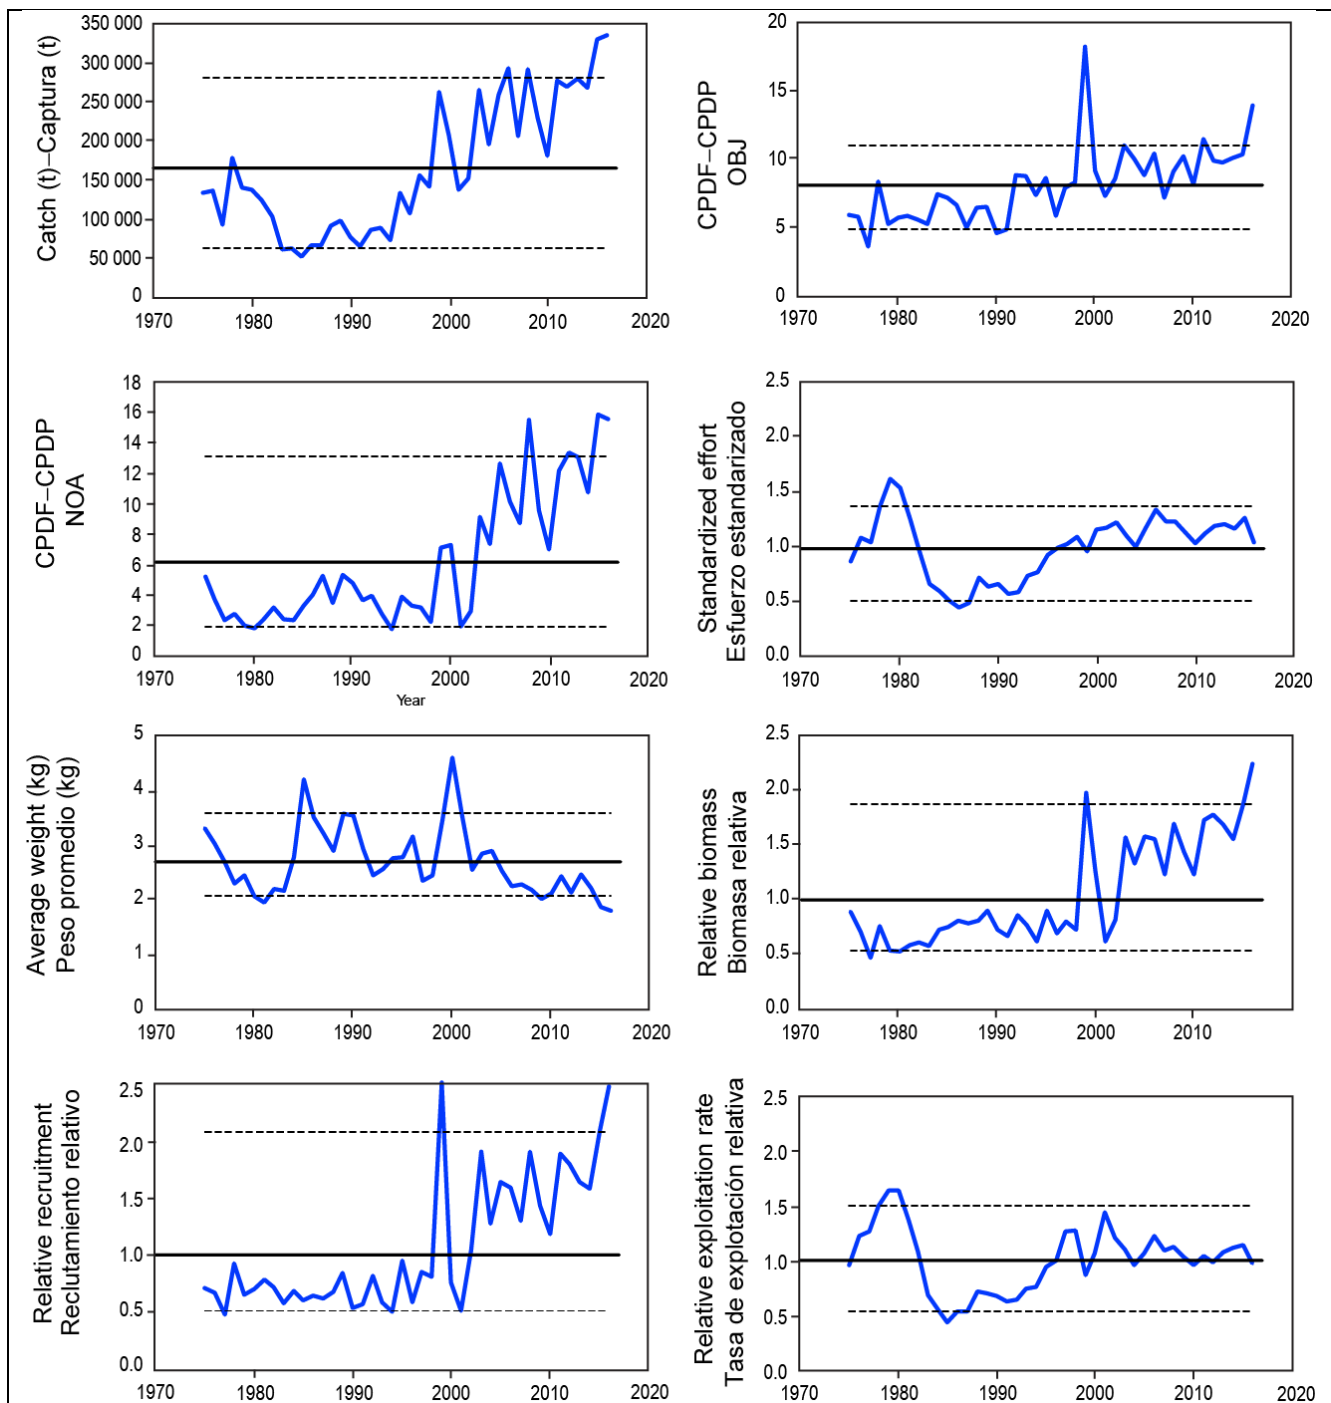 Catch (t)–Captura (t)
350 000
300 000
250 000
200 000
150 000
100 000
50 000
0
1970 1980 1990 2000 2010 2020
CPDF–CPDP
OBJ
20
15
10
5
0
1970 1980 1990 2000 2010 2020
CPDF–CPDP
NOA
18
16
14
12
10
8
6
4
2
0
1970 1980 1990 2000 2010 2020
Year
Standardized effort
Esfuerzo estandarizado
2.5
2.0
1.5
1.0
0.5
0.0
1970 1980 1990 2000 2010 2020
Average weight (kg)
Peso promedio (kg)
5
4
3
2
1
0
1970 1980 1990 2000 2010 2020
Relative biomass
Biomasa relativa
2.5
2.0
1.5
1.0
0.5
0.0
1970 1980 1990 2000 2010
Relative recruitment
Reclutamiento relativo
2.5
2.0
1.5
1.0
0.5
0.0
1970 1980 1990 2000 2010 2020
Relative exploitation rate
Tasa de explotación relativa
2.5
2.0
1.5
1.0
0.5
0.0
1970 1980 1990 2000 2010 2020